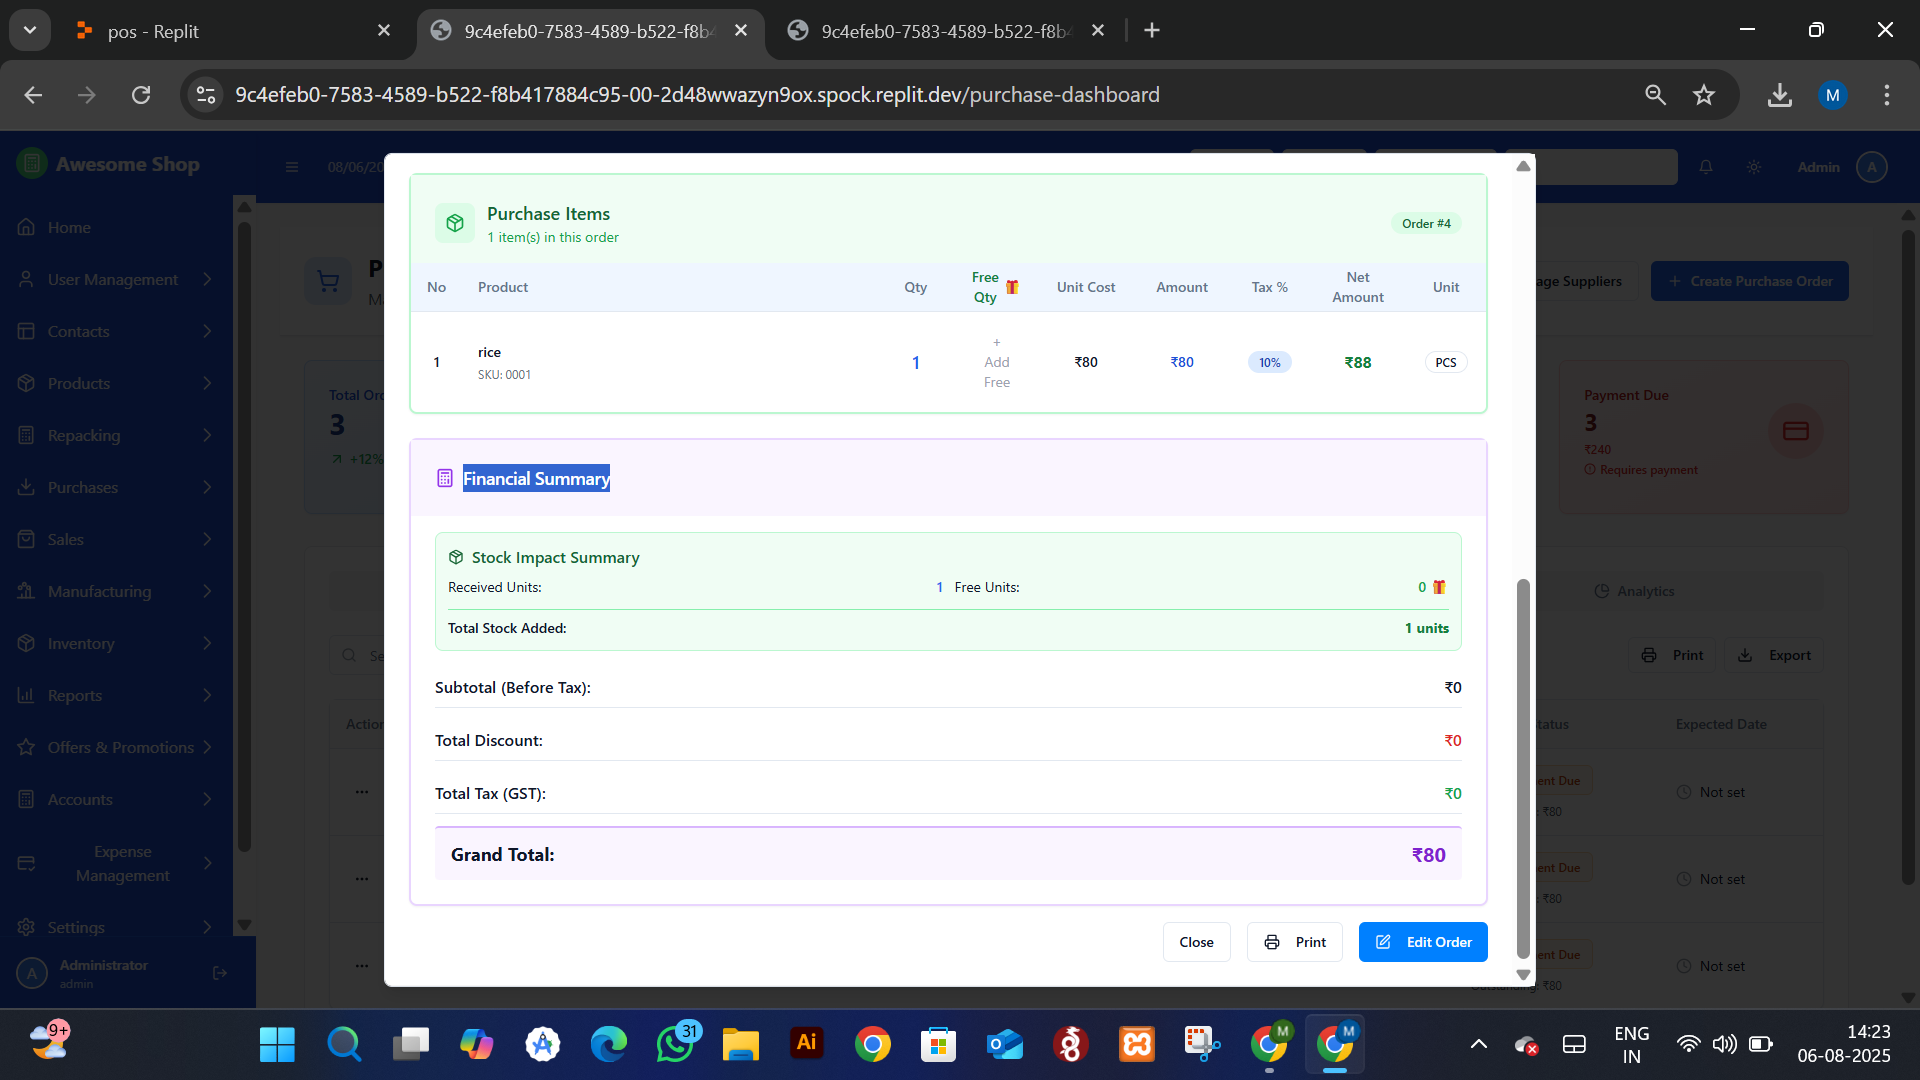 pos - Replit
9c4efeb0-7583-4589-b522-f8b4
9c4efeb0-7583-4589-b522-f8b4
9c4efeb0-7583-4589-b522-f8b417884c95-00-2d48wwazyn9ox.spock.replit.dev/purchase-dashboard
M
Awesome Shop
08/06/20
Admin
A
Home
User Management
Contacts
Products
Repacking
Purchases
Sales
Manufacturing
Inventory
Reports
Offers & Promotions
Accounts
Expense
Management
Settings
A
Administrator
admin
P
M
age Suppliers
+ Create Purchase Order
Total Ord
3
+12%
Payment Due
3
₹240
Requires payment
Analytics
Se
Print
Export
Action
tatus
Expected Date
ent Due
₹80
Not set
ent Due
₹80
Not set
ent Due
Outstanding: ₹80
Not set
Purchase Items
1 item(s) in this order
Order #4
No
Product
Qty
Free
Qty
Unit Cost
Amount
Tax %
Net
Amount
Unit
1
rice
SKU: 0001
1
+
Add
Free
₹80
₹80
10%
₹88
PCS
Financial Summary
Stock Impact Summary
Received Units:
1
Free Units:
0
Total Stock Added:
1 units
Subtotal (Before Tax):
₹0
Total Discount:
₹0
Total Tax (GST):
₹0
Grand Total:
₹80
Close
Print
Edit Order
9+
31
Ai
M
M
ENG
IN
14:23
06-08-2025